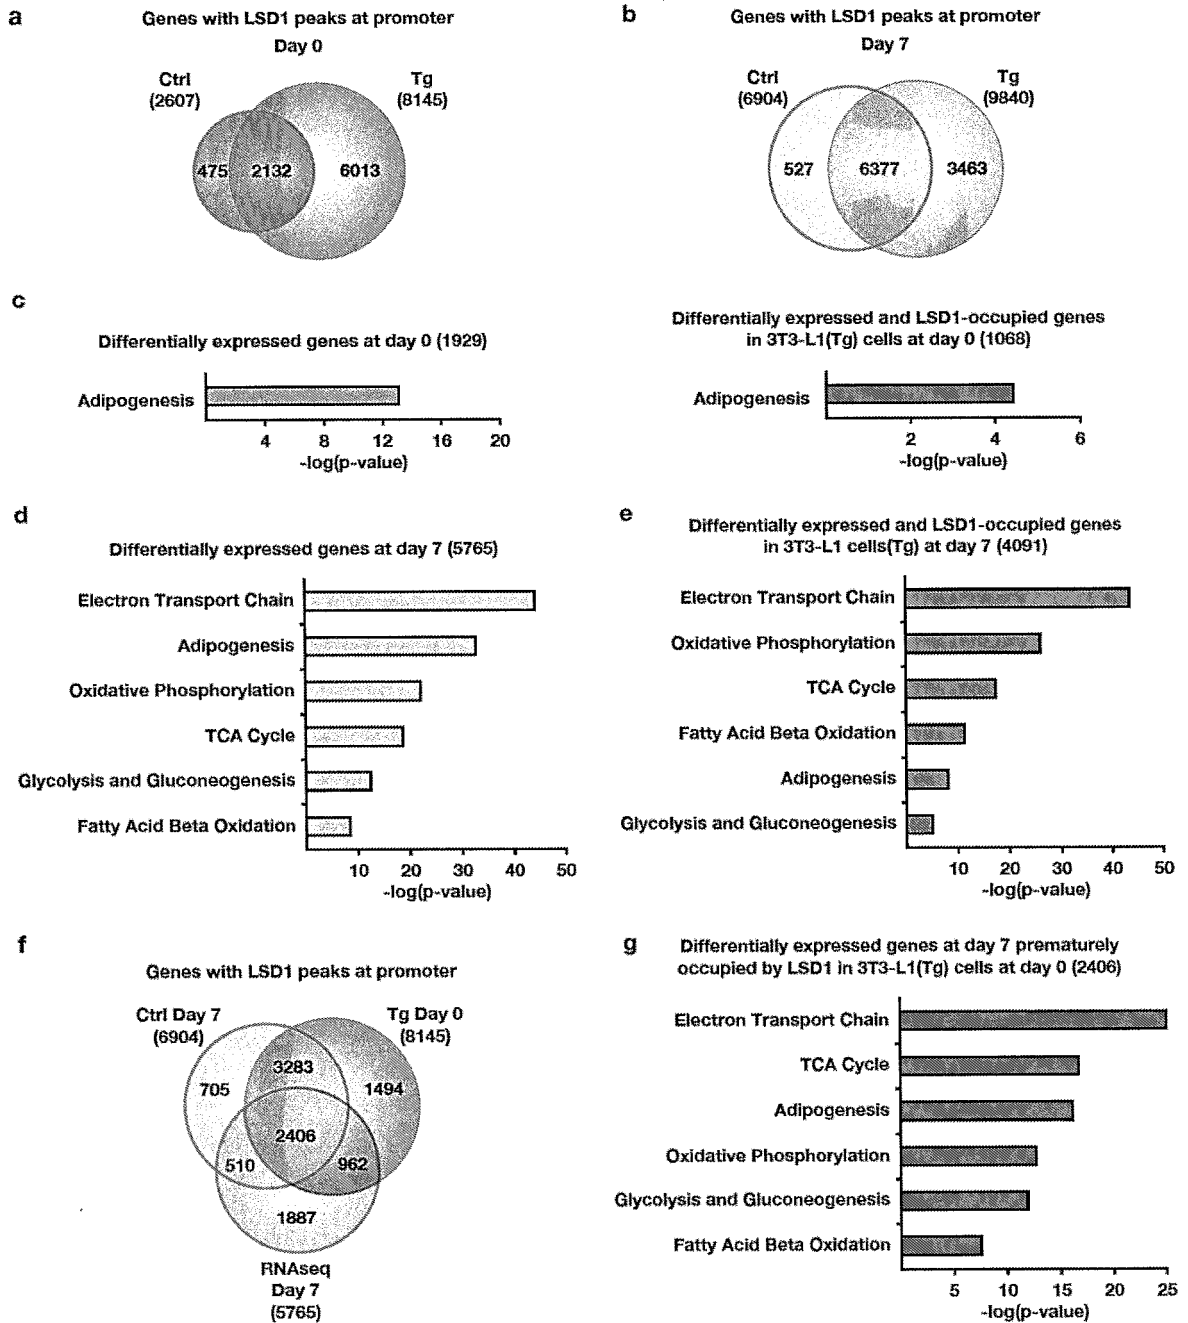 a
Genes with LSD1 peaks at promoter
Day 0
Ctrl
(2607)
Tg
(8145)
475
2132
6013
b
Genes with LSD1 peaks at promoter
Day 7
Ctrl
(6904)
Tg
(9840)
527
6377
3463
c
Differentially expressed genes at day 0 (1929)
Adipogenesis
4 8 12 16 20
-log(p-value)
Differentially expressed and LSD1-occupied genes
in 3T3-L1(Tg) cells at day 0 (1068)
Adipogenesis
2 4 6
-log(p-value)
d
Differentially expressed genes at day 7 (5765)
Electron Transport Chain
Adipogenesis
Oxidative Phosphorylation
TCA Cycle
Glycolysis and Gluconeogenesis
Fatty Acid Beta Oxidation
10 20 30 40 50
-log(p-value)
e
Differentially expressed and LSD1-occupied genes
in 3T3-L1 cells(Tg) at day 7 (4091)
Electron Transport Chain
Oxidative Phosphorylation
TCA Cycle
Fatty Acid Beta Oxidation
Adipogenesis
Glycolysis and Gluconeogenesis
10 20 30 40 50
-log(p-value)
f
Genes with LSD1 peaks at promoter
Ctrl Day 7
(6904)
Tg Day 0
(8145)
705
3283
1494
2406
510
962
1887
RNAseq
Day 7
(5765)
g
Differentially expressed genes at day 7 prematurely
occupied by LSD1 in 3T3-L1(Tg) cells at day 0 (2406)
Electron Transport Chain
TCA Cycle
Adipogenesis
Oxidative Phosphorylation
Glycolysis and Gluconeogenesis
Fatty Acid Beta Oxidation
5 10 15 20 25
-log(p-value)